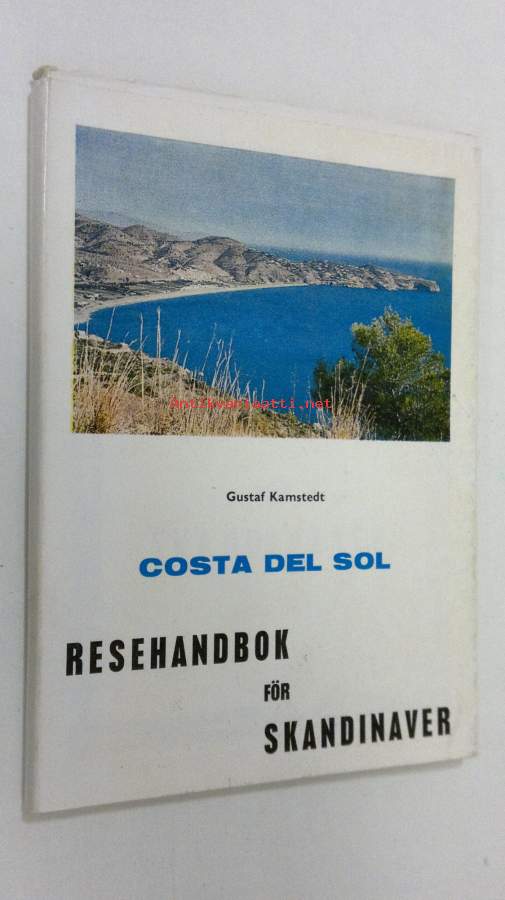 Antikvariaatti.net
Gustaf Kamstedt
COSTA DEL SOL
RESEHANDBOK
FÖR
SKANDINAVER